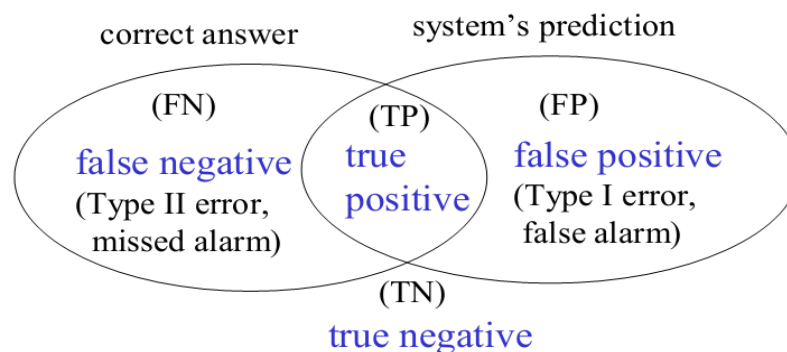 correct answer
system's prediction
(FN)
(TP)
(FP)
false negative
true
positive
false positive
(Type II error,
missed alarm)
(Type I error,
false alarm)
(TN)
true negative